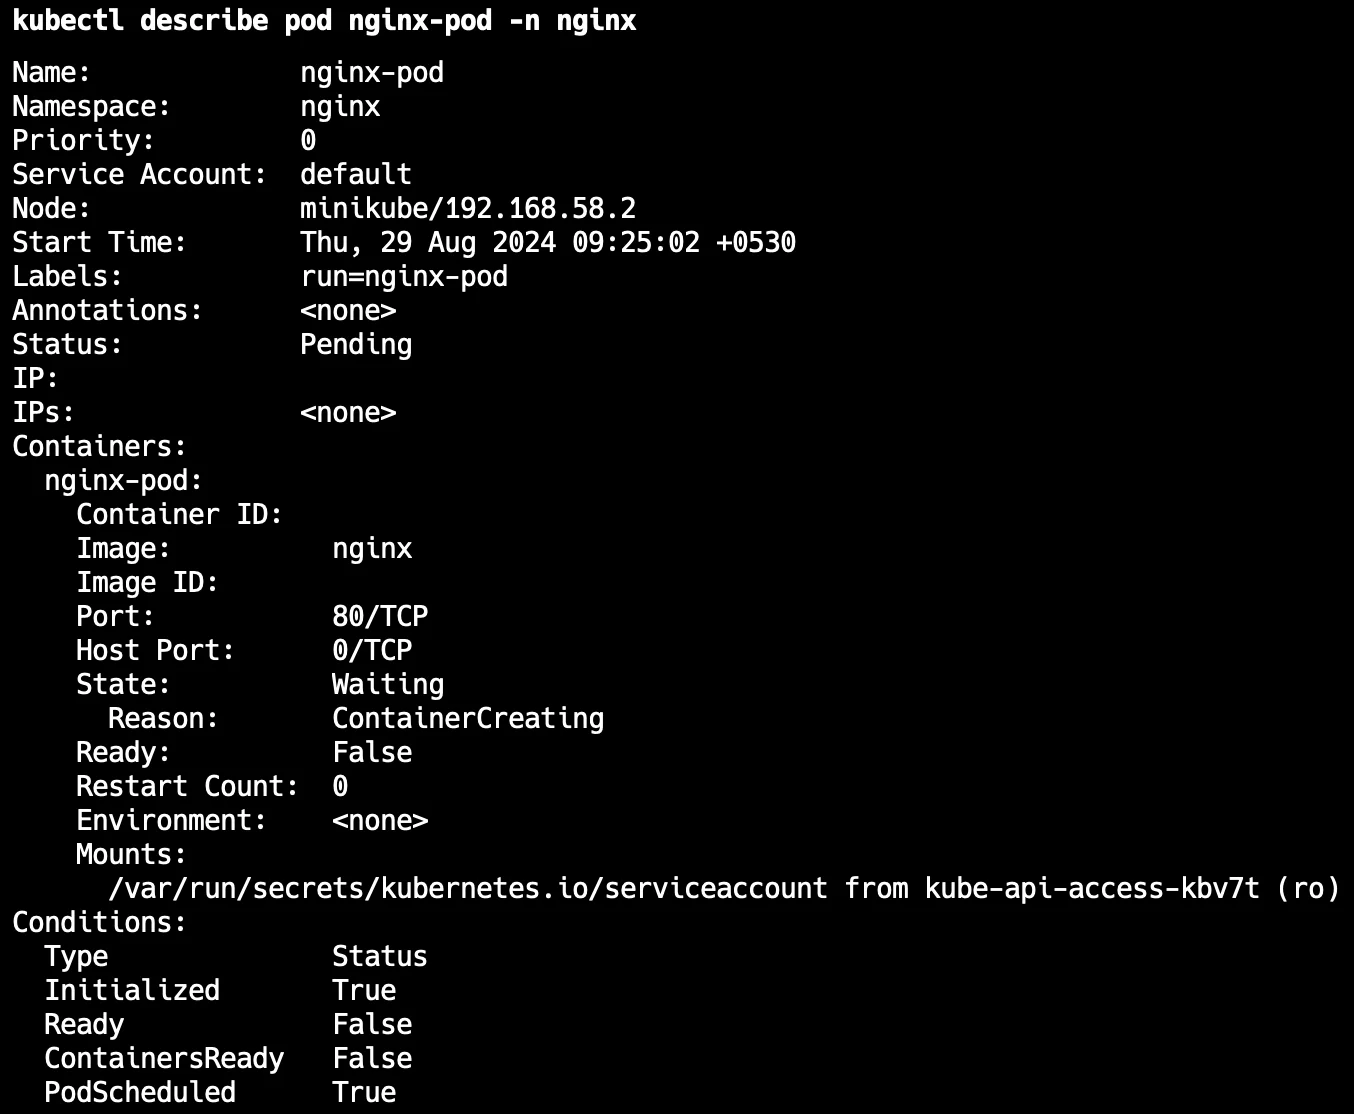 kubectl describe pod nginx-pod -n nginx
Name:             nginx-pod
Namespace:        nginx
Priority:         0
Service Account:  default
Node:             minikube/192.168.58.2
Start Time:       Thu, 29 Aug 2024 09:25:02 +0530
Labels:           run=nginx-pod
Annotations:      <none>
Status:           Pending
IP:
IPs:              <none>
Containers:
  nginx-pod:
    Container ID:
    Image:          nginx
    Image ID:
    Port:           80/TCP
    Host Port:      0/TCP
    State:          Waiting
      Reason:       ContainerCreating
    Ready:          False
    Restart Count:  0
    Environment:    <none>
    Mounts:
      /var/run/secrets/kubernetes.io/serviceaccount from kube-api-access-kbv7t (ro)
Conditions:
  Type              Status
  Initialized       True
  Ready             False
  ContainersReady   False
  PodScheduled      True